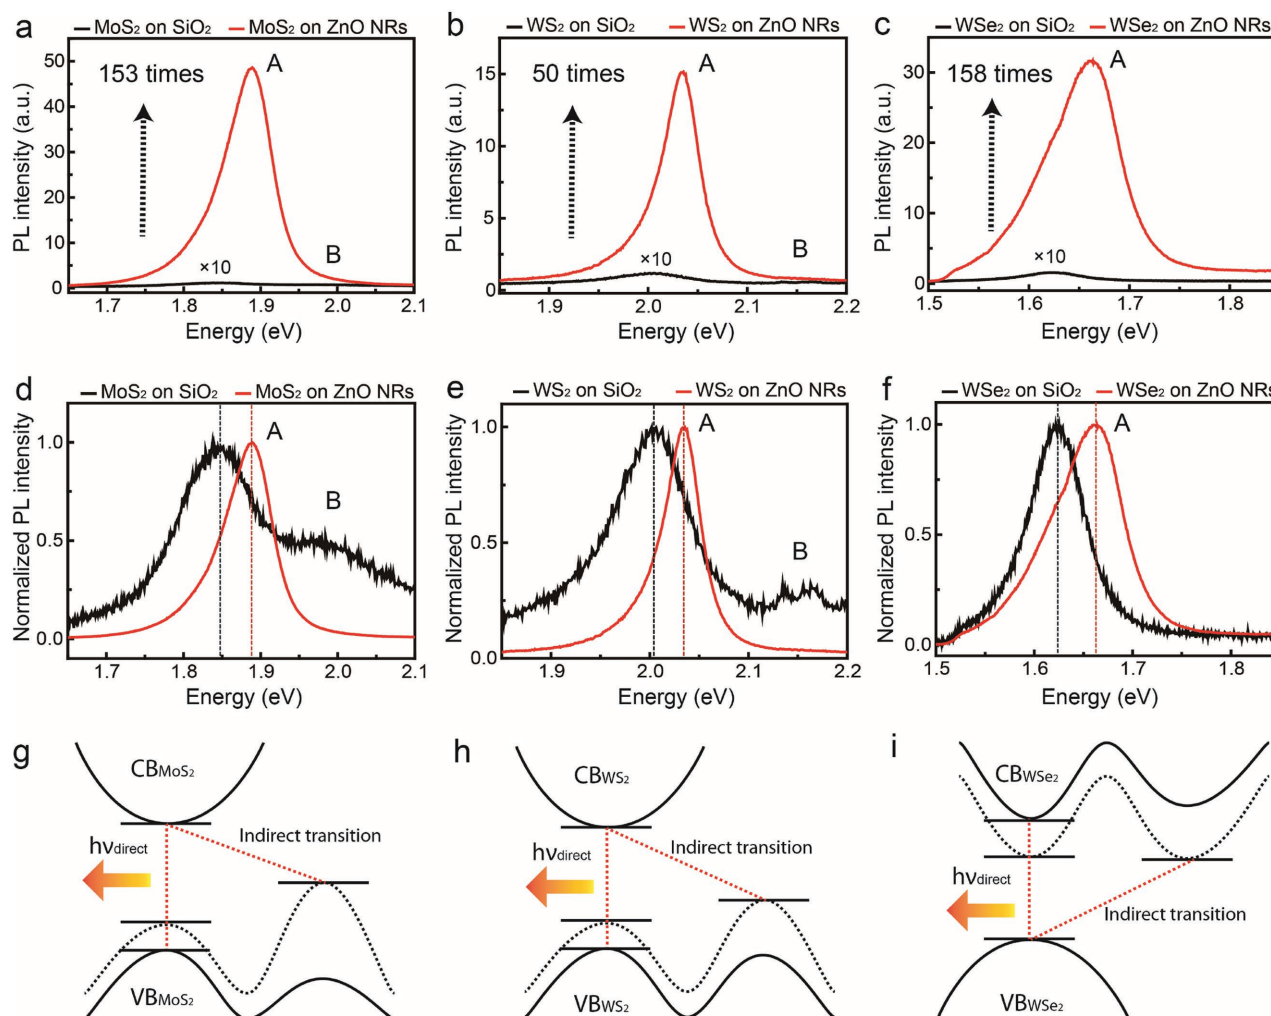 a MoS₂ on SiO₂ MoS₂ on ZnO NRs
PL intensity (a.u.)
50
40
30
20
10
0
153 times
A
B
×10
1.7 1.8 1.9 2.0 2.1
Energy (eV)
b WS₂ on SiO₂ WS₂ on ZnO NRs
PL intensity (a.u.)
15
10
5
0
50 times
A
B
×10
1.9 2.0 2.1 2.2
Energy (eV)
c WSe₂ on SiO₂ WSe₂ on ZnO NRs
PL intensity (a.u.)
30
20
10
0
158 times
A
×10
1.5 1.6 1.7 1.8
Energy (eV)
d MoS₂ on SiO₂ MoS₂ on ZnO NRs
Normalized PL intensity
1.0
0.5
0.0
A
B
1.7 1.8 1.9 2.0 2.1
Energy (eV)
e WS₂ on SiO₂ WS₂ on ZnO NRs
Normalized PL intensity
1.0
0.5
0.0
A
B
1.9 2.0 2.1 2.2
Energy (eV)
f WSe₂ on SiO₂ WSe₂ on ZnO NRs
Normalized PL intensity
1.0
0.5
0.0
A
1.5 1.6 1.7 1.8
Energy (eV)
g
CBMoS₂
Indirect transition
hνdirect
VBMoS₂
h
CBWS₂
Indirect transition
hνdirect
VBWS₂
i
CBWSe₂
hνdirect
Indirect transition
VBWSe₂